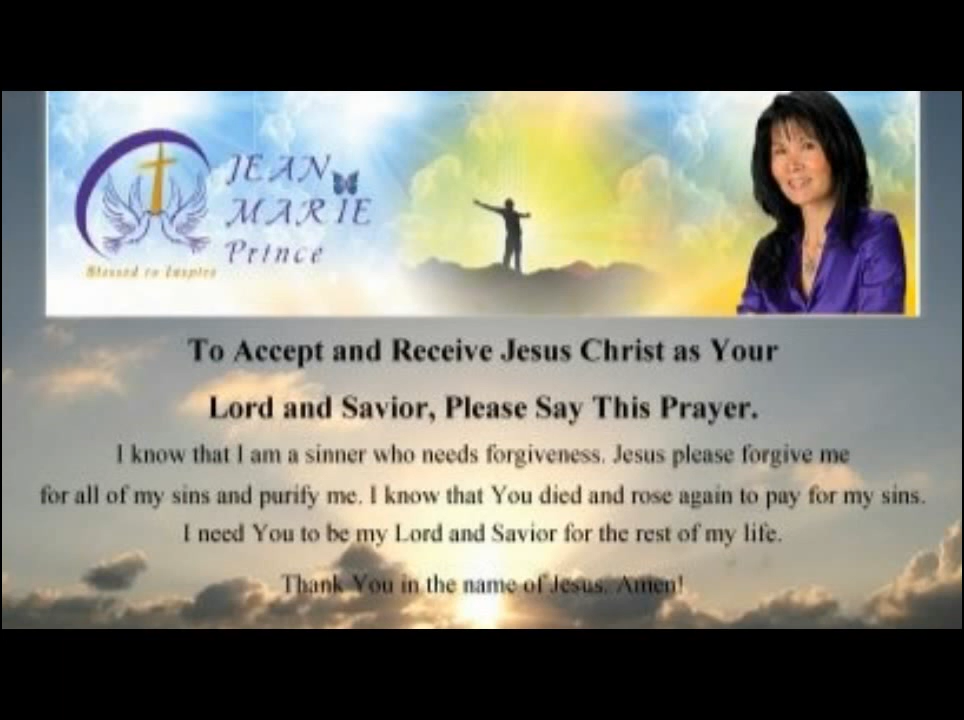 JEAN
MARIE
Prince
Blessed to Inspire
To Accept and Receive Jesus Christ as Your
Lord and Savior, Please Say This Prayer.
I know that I am a sinner who needs forgiveness. Jesus please forgive me
for all of my sins and purify me. I know that You died and rose again to pay for my sins.
I need You to be my Lord and Savior for the rest of my life.
Thank You in the name of Jesus. Amen!